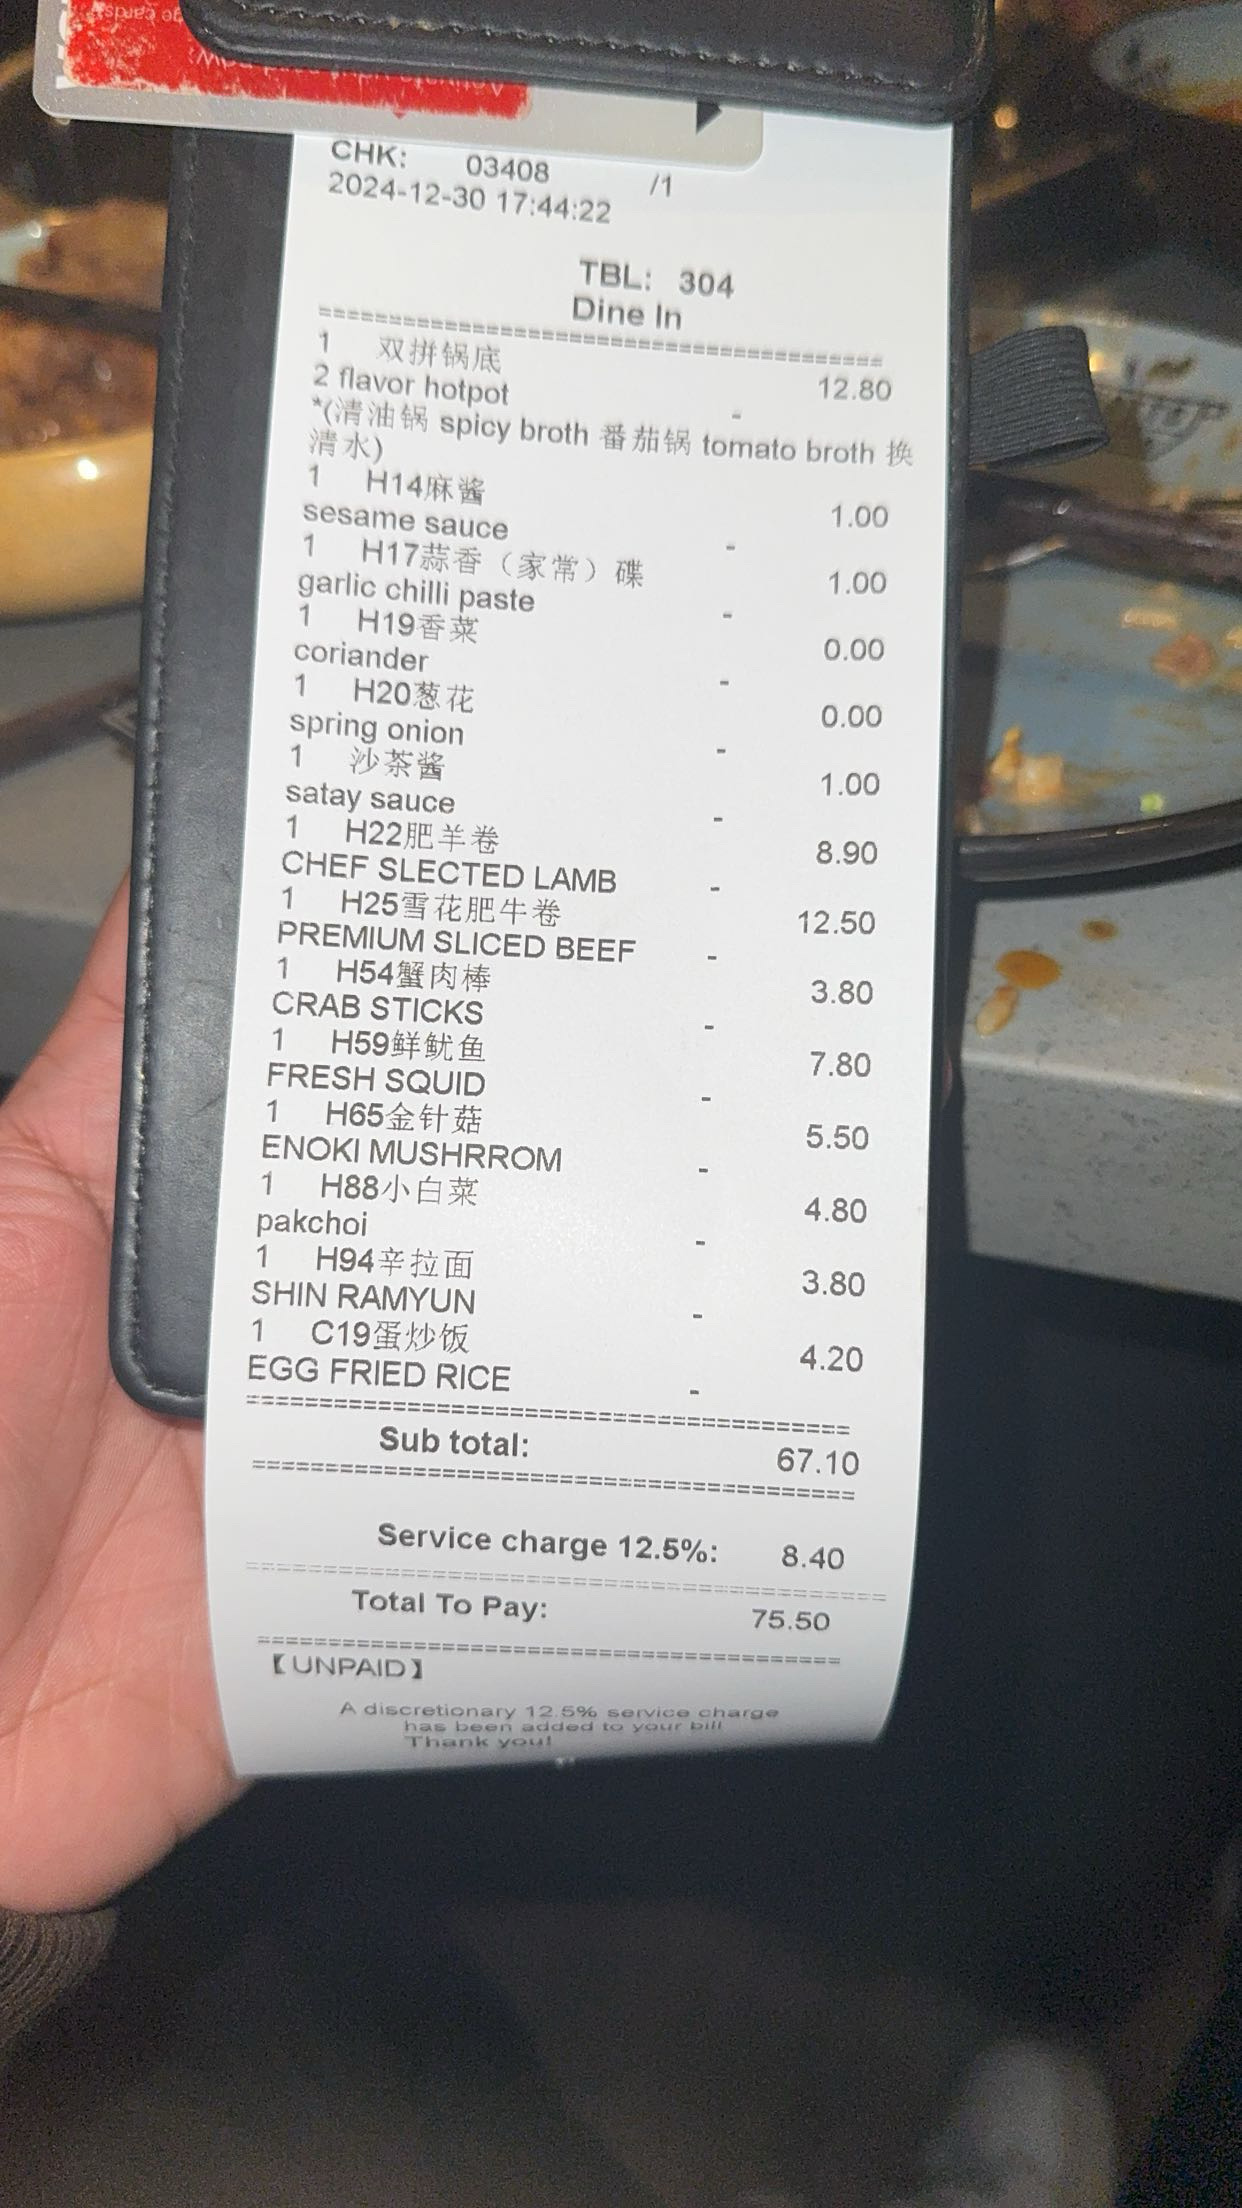 CHK: 03408 /1
2024-12-30 17:44:22
TBL: 304
Dine In
1 双拼锅底 12.80
2 flavor hotpot -
*(清油锅 spicy broth 番茄锅 tomato broth 换
清水)
1 H14麻酱 1.00
sesame sauce -
1 H17蒜香（家常）碟 1.00
garlic chilli paste -
1 H19香菜 0.00
coriander -
1 H20葱花 0.00
spring onion -
1 沙茶酱 1.00
satay sauce -
1 H22肥羊卷 8.90
CHEF SLECTED LAMB -
1 H25雪花肥牛卷 12.50
PREMIUM SLICED BEEF -
1 H54蟹肉棒 3.80
CRAB STICKS -
1 H59鲜鱿鱼 7.80
FRESH SQUID -
1 H65金针菇 5.50
ENOKI MUSHRROM -
1 H88小白菜 4.80
pakchoi -
1 H94辛拉面 3.80
SHIN RAMYUN -
1 C19蛋炒饭 4.20
EGG FRIED RICE -
Sub total: 67.10
Service charge 12.5%: 8.40
Total To Pay: 75.50
【UNPAID】
A discretionary 12.5% service charge
has been added to your bill
Thank you!